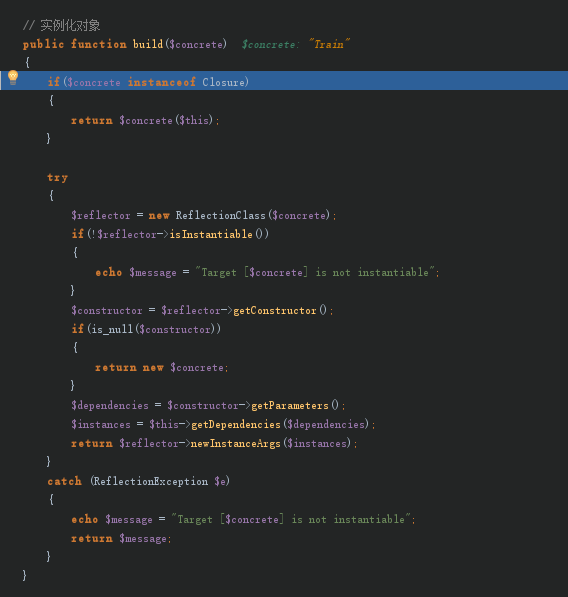 // 实例化对象
public function build($concrete)  $concrete: "Train"
{
    if($concrete instanceof Closure)
    {
        return $concrete($this);
    }

    try
    {
        $reflector = new ReflectionClass($concrete);
        if(!$reflector->isInstantiable())
        {
            echo $message = "Target [$concrete] is not instantiable";
        }
        $constructor = $reflector->getConstructor();
        if(is_null($constructor))
        {
            return new $concrete;
        }
        $dependencies = $constructor->getParameters();
        $instances = $this->getDependencies($dependencies);
        return $reflector->newInstanceArgs($instances);
    }
    catch (ReflectionException $e)
    {
        echo $message = "Target [$concrete] is not instantiable";
        return $message;
    }
}